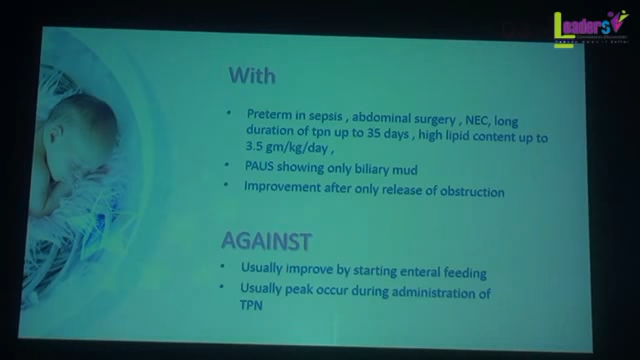 Leaders
With
• Preterm in sepsis , abdominal surgery , NEC, long
duration of tpn up to 35 days , high lipid content up to
3.5 gm/kg/day ,
• PAUS showing only biliary mud
• Improvement after only release of obstruction
AGAINST
• Usually improve by starting enteral feeding
• Usually peak occur during administration of
TPN